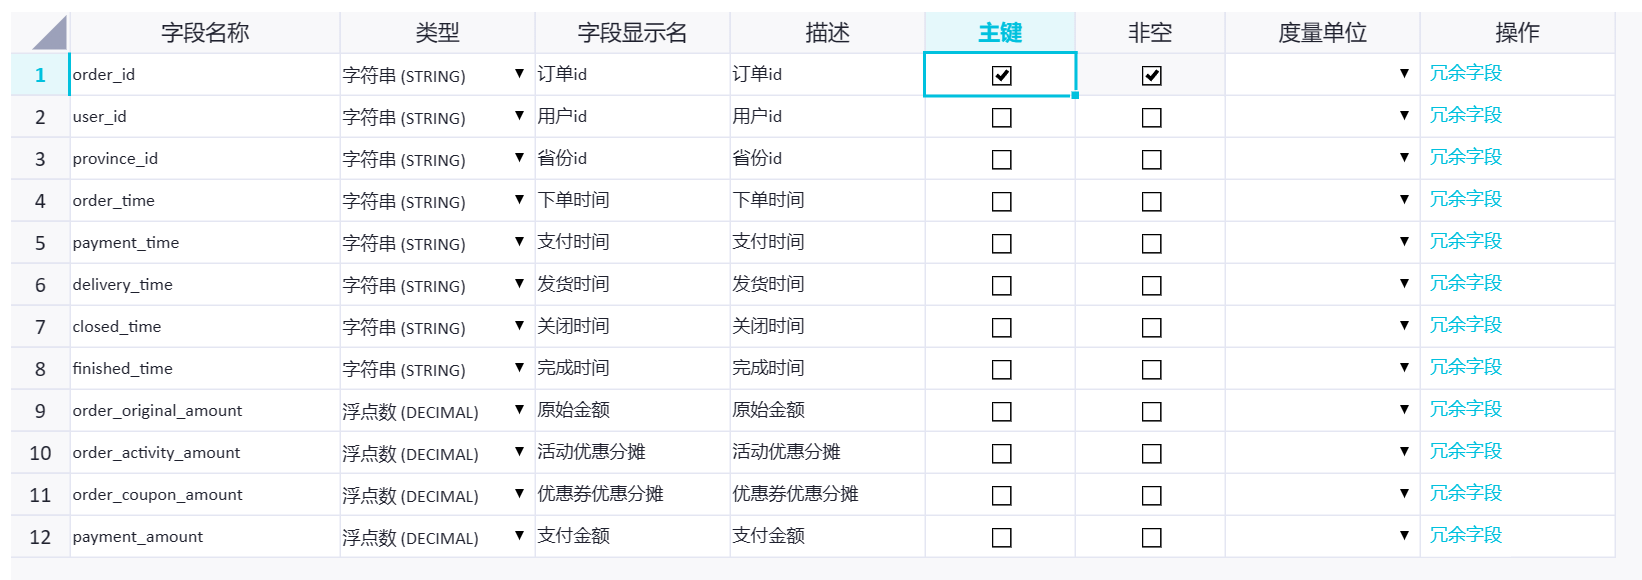 字段名称 类型 字段显示名 描述 主键 非空 度量单位 操作
1 order_id 字符串 (STRING) 订单id 订单id 冗余字段
2 user_id 字符串 (STRING) 用户id 用户id 冗余字段
3 province_id 字符串 (STRING) 省份id 省份id 冗余字段
4 order_time 字符串 (STRING) 下单时间 下单时间 冗余字段
5 payment_time 字符串 (STRING) 支付时间 支付时间 冗余字段
6 delivery_time 字符串 (STRING) 发货时间 发货时间 冗余字段
7 closed_time 字符串 (STRING) 关闭时间 关闭时间 冗余字段
8 finished_time 字符串 (STRING) 完成时间 完成时间 冗余字段
9 order_original_amount 浮点数 (DECIMAL) 原始金额 原始金额 冗余字段
10 order_activity_amount 浮点数 (DECIMAL) 活动优惠分摊 活动优惠分摊 冗余字段
11 order_coupon_amount 浮点数 (DECIMAL) 优惠券优惠分摊 优惠券优惠分摊 冗余字段
12 payment_amount 浮点数 (DECIMAL) 支付金额 支付金额 冗余字段